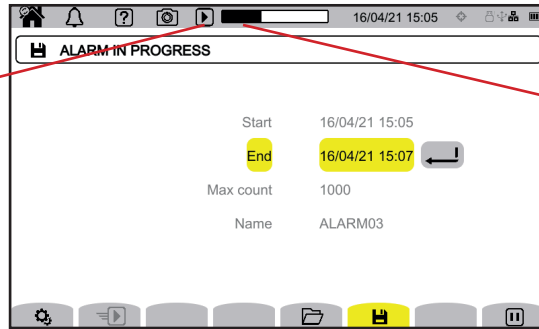 16/04/21 15:05
ALARM IN PROGRESS
Start 16/04/21 15:05
End 16/04/21 15:07
Max count 1000
Name ALARM03